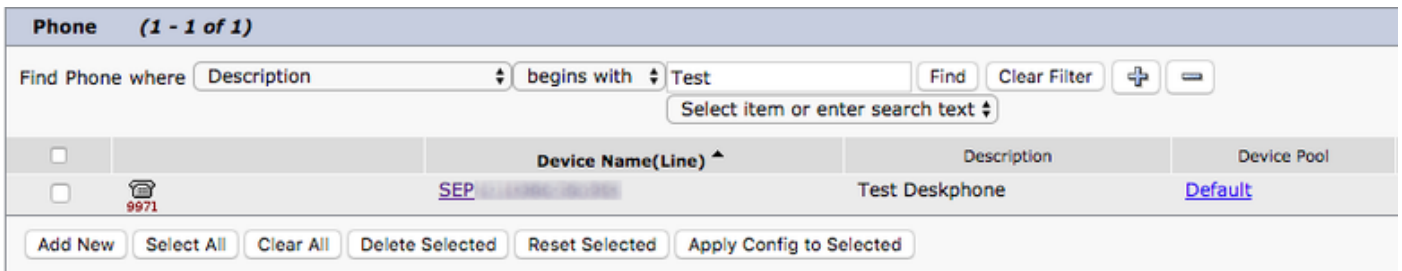 Phone (1 - 1 of 1)
Find Phone where Description begins with Test Find Clear Filter
Select item or enter search text
Device Name(Line) Description Device Pool
9971 SEP Test Deskphone Default
Add New Select All Clear All Delete Selected Reset Selected Apply Config to Selected